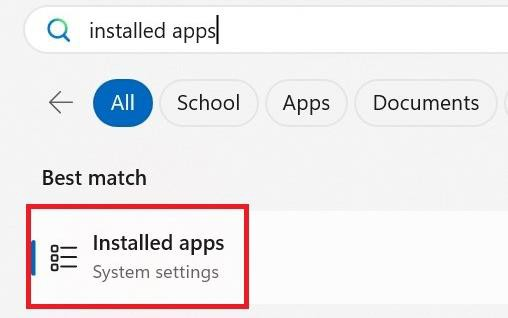 installed apps
All School Apps Documents
Best match
Installed apps
System settings